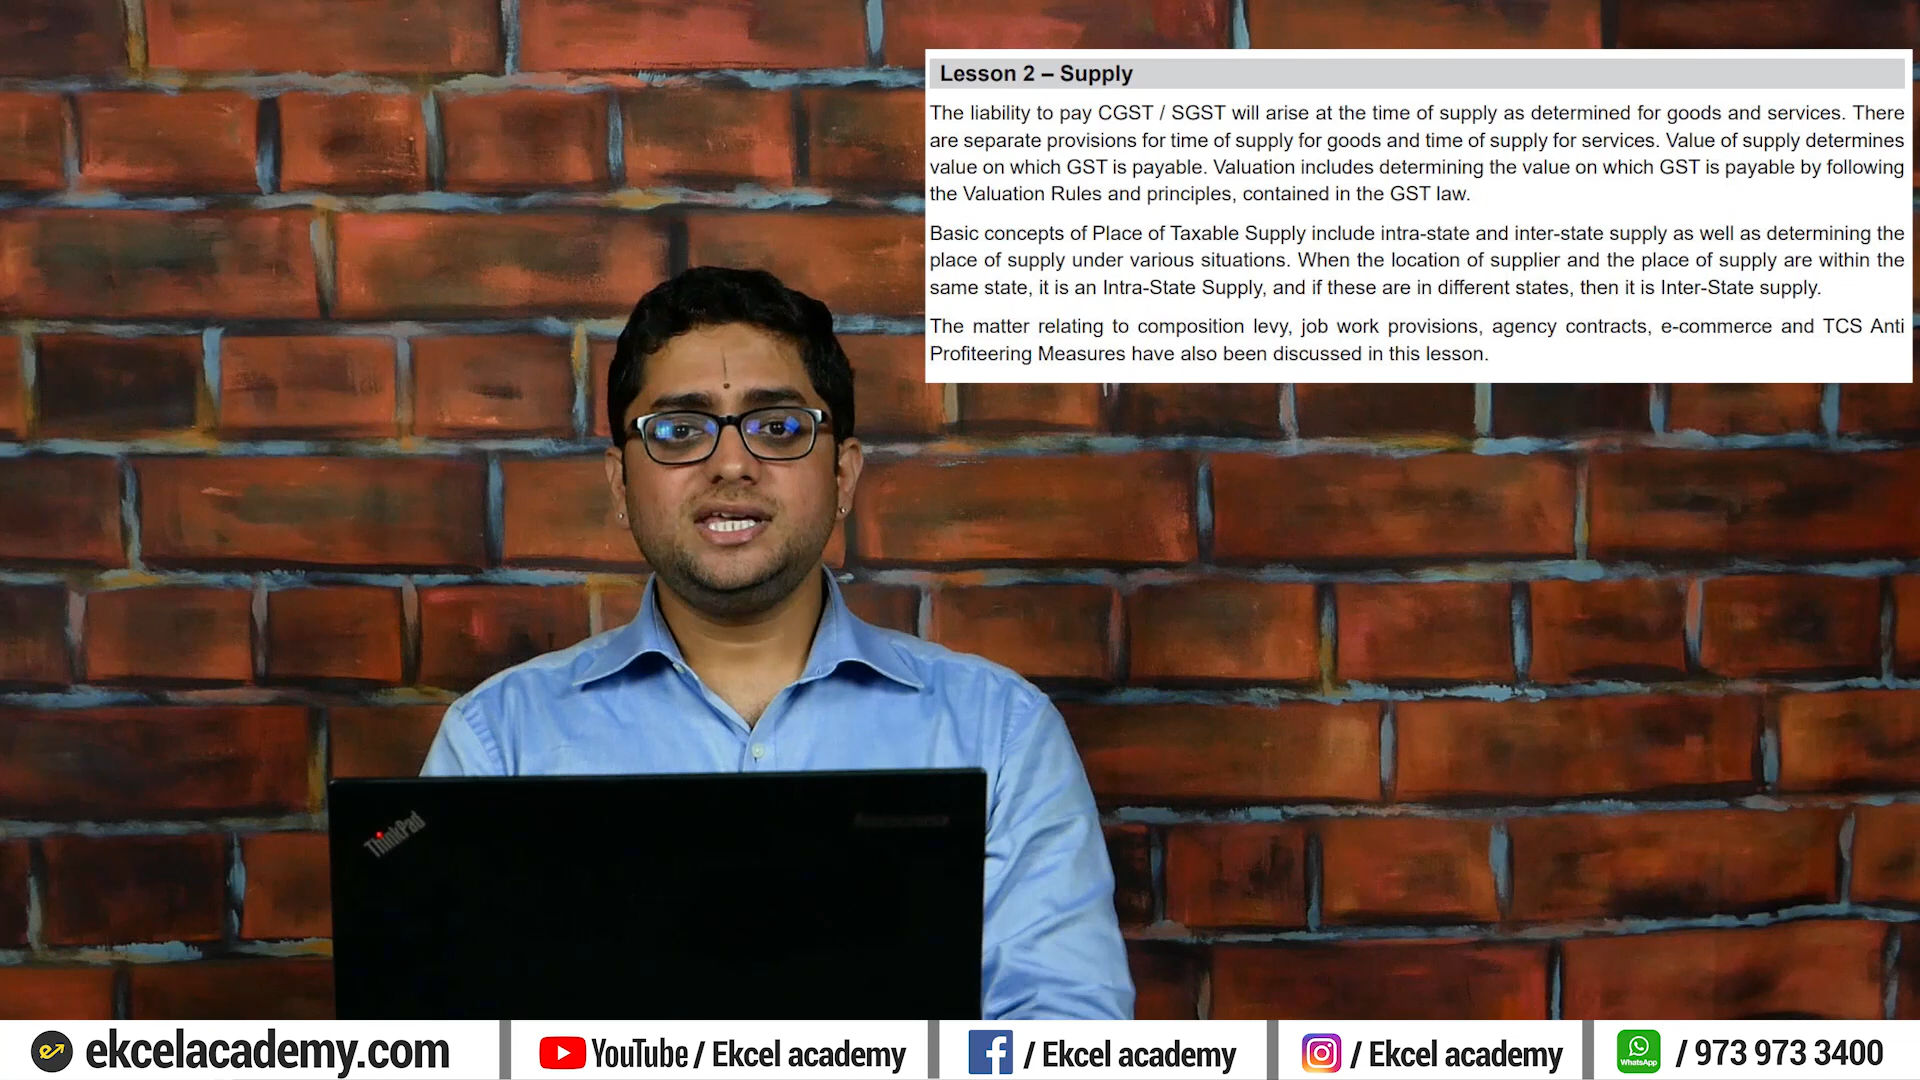 Lesson 2 – Supply
The liability to pay CGST / SGST will arise at the time of supply as determined for goods and services. There
are separate provisions for time of supply for goods and time of supply for services. Value of supply determines
value on which GST is payable. Valuation includes determining the value on which GST is payable by following
the Valuation Rules and principles, contained in the GST law.
Basic concepts of Place of Taxable Supply include intra-state and inter-state supply as well as determining the
place of supply under various situations. When the location of supplier and the place of supply are within the
same state, it is an Intra-State Supply, and if these are in different states, then it is Inter-State supply.
The matter relating to composition levy, job work provisions, agency contracts, e-commerce and TCS Anti
Profiteering Measures have also been discussed in this lesson.
ThinkPad
lenovo
ekcelacademy.com
YouTube / Ekcel academy
/ Ekcel academy
/ Ekcel academy
WhatsApp
/ 973 973 3400